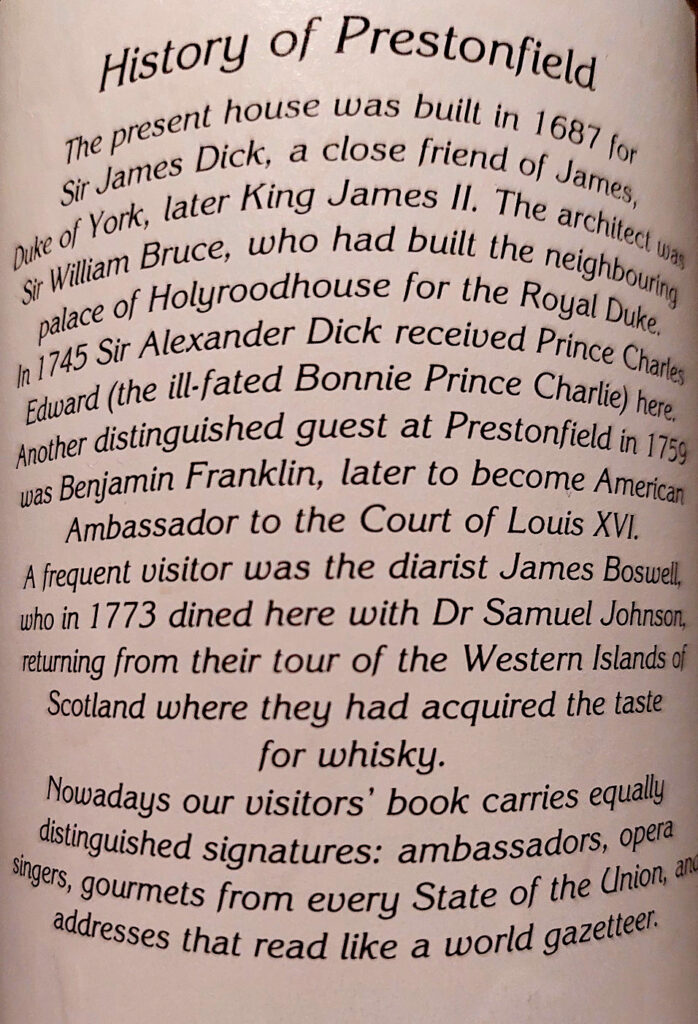 History of Prestonfield
The present house was built in 1687 for
Sir James Dick, a close friend of James,
Duke of York, later King James II. The architect was
Sir William Bruce, who had built the neighbouring
palace of Holyroodhouse for the Royal Duke.
In 1745 Sir Alexander Dick received Prince Charles
Edward (the ill-fated Bonnie Prince Charlie) here.
Another distinguished guest at Prestonfield in 1759
was Benjamin Franklin, later to become American
Ambassador to the Court of Louis XVI.
A frequent visitor was the diarist James Boswell,
who in 1773 dined here with Dr Samuel Johnson,
returning from their tour of the Western Islands of
Scotland where they had acquired the taste
for whisky.
Nowadays our visitors' book carries equally
distinguished signatures: ambassadors, opera
singers, gourmets from every State of the Union, and
addresses that read like a world gazetteer.